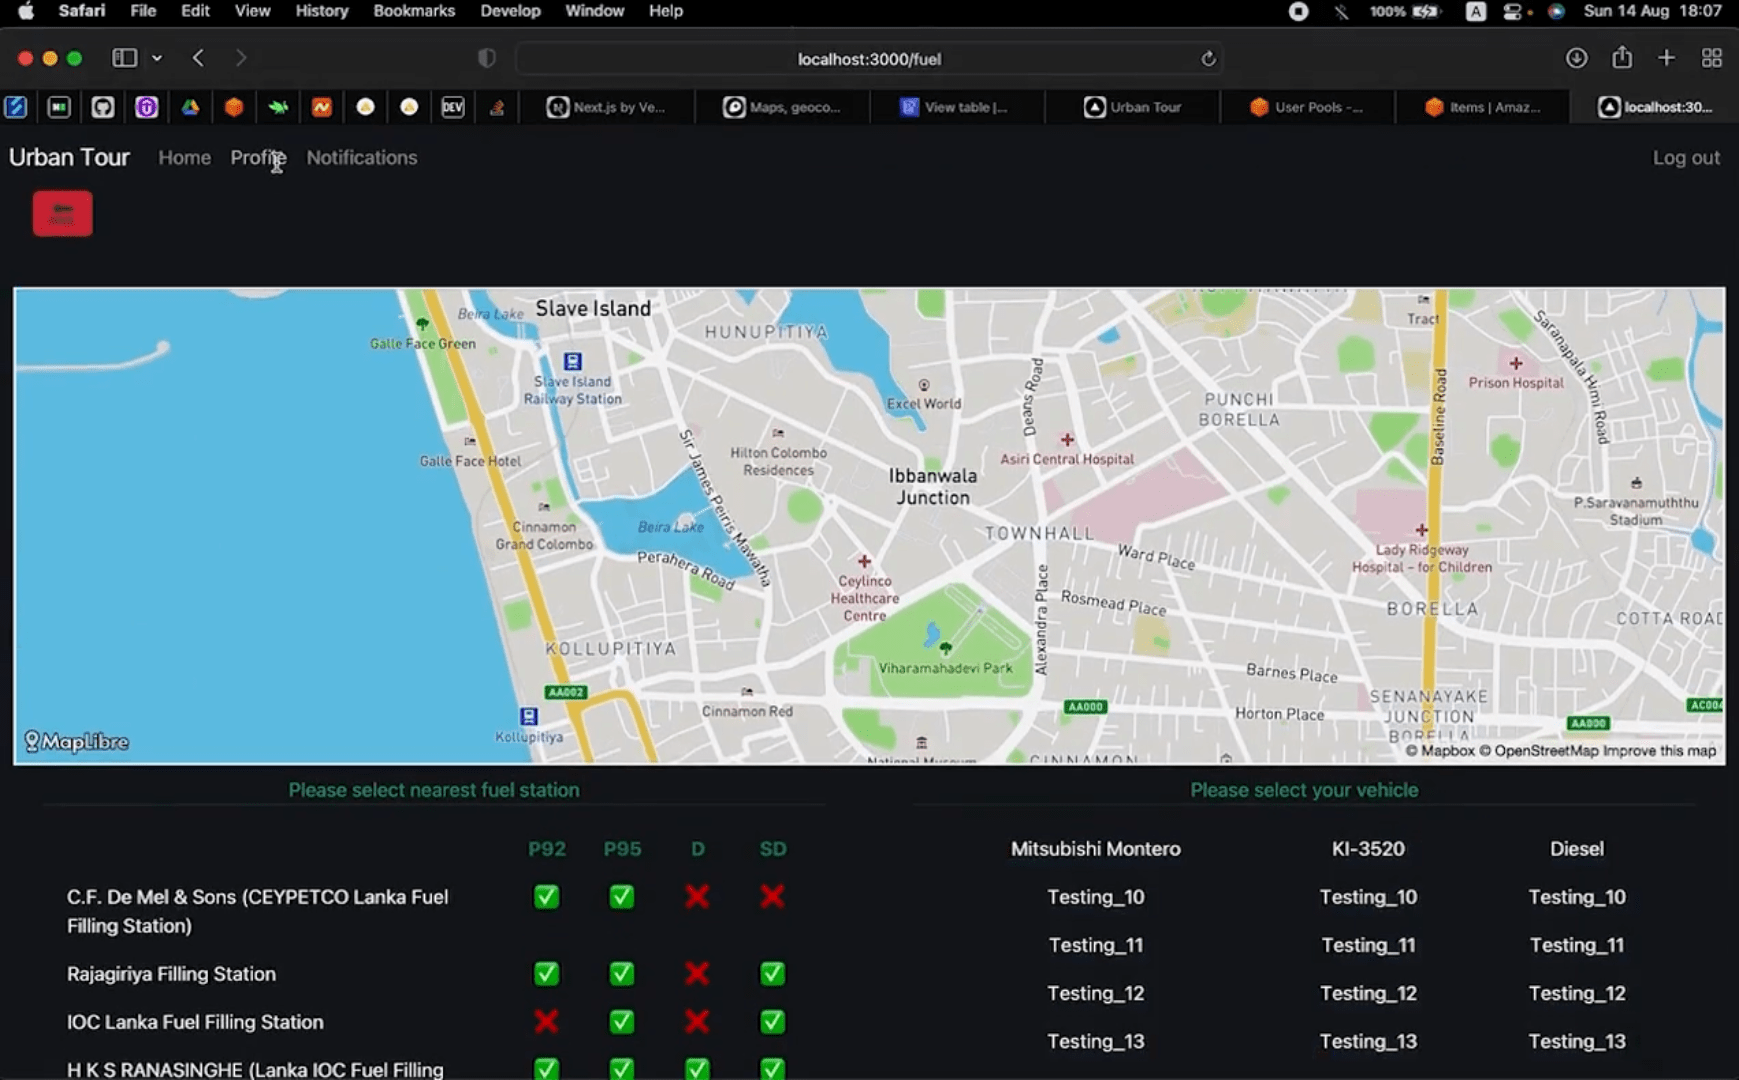 Safari File Edit View History Bookmarks Develop Window Help 100% A Sun 14 Aug 18:07
localhost:3000/fuel
DEV Next.js by Ve... Maps, geoco... View table |... Urban Tour User Pools -... Items | Amaz... localhost:30...
Urban Tour Home Profile Notifications Log out
Slave Island
Beira Lake
HUNUPITIYA
Galle Face Green
Tract
Saranapala Hmi Road
Slave Island
Railway Station
Excel World
Deans Road
PUNCHI
BORELLA
Baseline Road
Prison Hospital
Galle Face Hotel
Sir James Peiris Mawatha
Hilton Colombo
Residences
Asiri Central Hospital
Ibbanwala
Junction
P.Saravanamuththu
Stadium
Cinnamon
Grand Colombo
Beira Lake
TOWNHALL
Ward Place
Lady Ridgeway
Hospital – for Children
Perahera Road
Ceylinco
Healthcare
Centre
Alexandra Place
Rosmead Place
BORELLA
COTTA ROAD
KOLLUPITIYA
Viharamahadevi Park
Barnes Place
AA002
Cinnamon Red
AA000
Horton Place
SENANAYAKE
JUNCTION
BORELLA
AA000
AC004
Kollupitiya
National Museum
CINNAMON
MapLibre
© Mapbox © OpenStreetMap Improve this map
Please select nearest fuel station
P92 P95 D SD
C.F. De Mel & Sons (CEYPETCO Lanka Fuel
Filling Station) ✅ ✅ ❌ ❌
Rajagiriya Filling Station ✅ ✅ ❌ ✅
IOC Lanka Fuel Filling Station ❌ ✅ ❌ ✅
H K S RANASINGHE (Lanka IOC Fuel Filling ✅ ✅ ✅ ✅
Please select your vehicle
Mitsubishi Montero KI-3520 Diesel
Testing_10 Testing_10 Testing_10
Testing_11 Testing_11 Testing_11
Testing_12 Testing_12 Testing_12
Testing_13 Testing_13 Testing_13